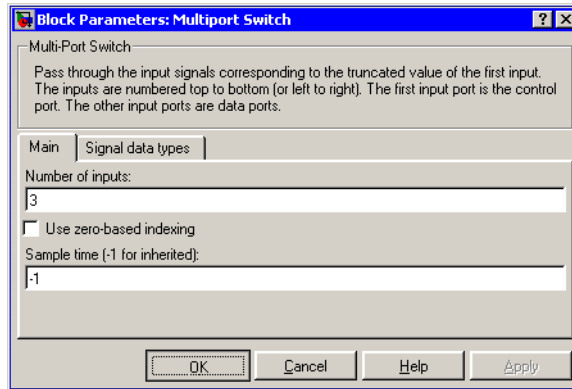 Block Parameters: Multiport Switch
Multi-Port Switch
Pass through the input signals corresponding to the truncated value of the first input.
The inputs are numbered top to bottom (or left to right). The first input port is the control
port. The other input ports are data ports.
Main Signal data types
Number of inputs:
3
Use zero-based indexing
Sample time (-1 for inherited):
-1
OK Cancel Help Apply